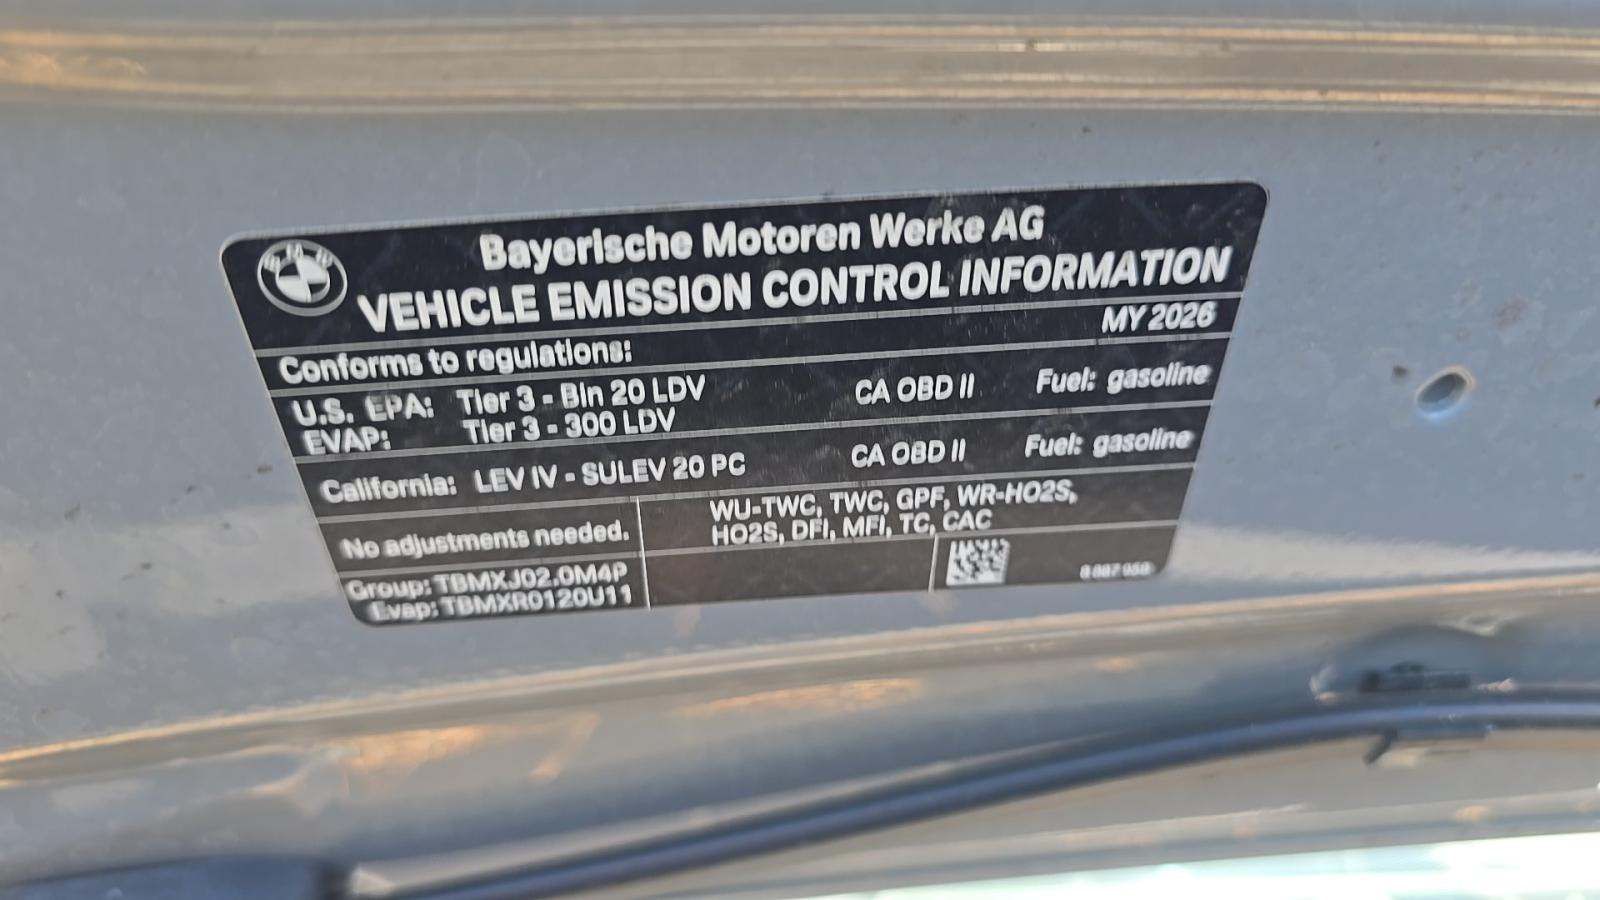 BMW
Bayerische Motoren Werke AG
VEHICLE EMISSION CONTROL INFORMATION
MY 2026
Conforms to regulations:
U.S. EPA: Tier 3 - Bin 20 LDV CA OBD II Fuel: gasoline
EVAP: Tier 3 - 300 LDV
California: LEV IV - SULEV 20 PC CA OBD II Fuel: gasoline
No adjustments needed.
WU-TWC, TWC, GPF, WR-HO2S,
HO2S, DFI, MFI, TC, CAC
Group: TBMXJ02.0M4P
Evap: TBMXR0120U11